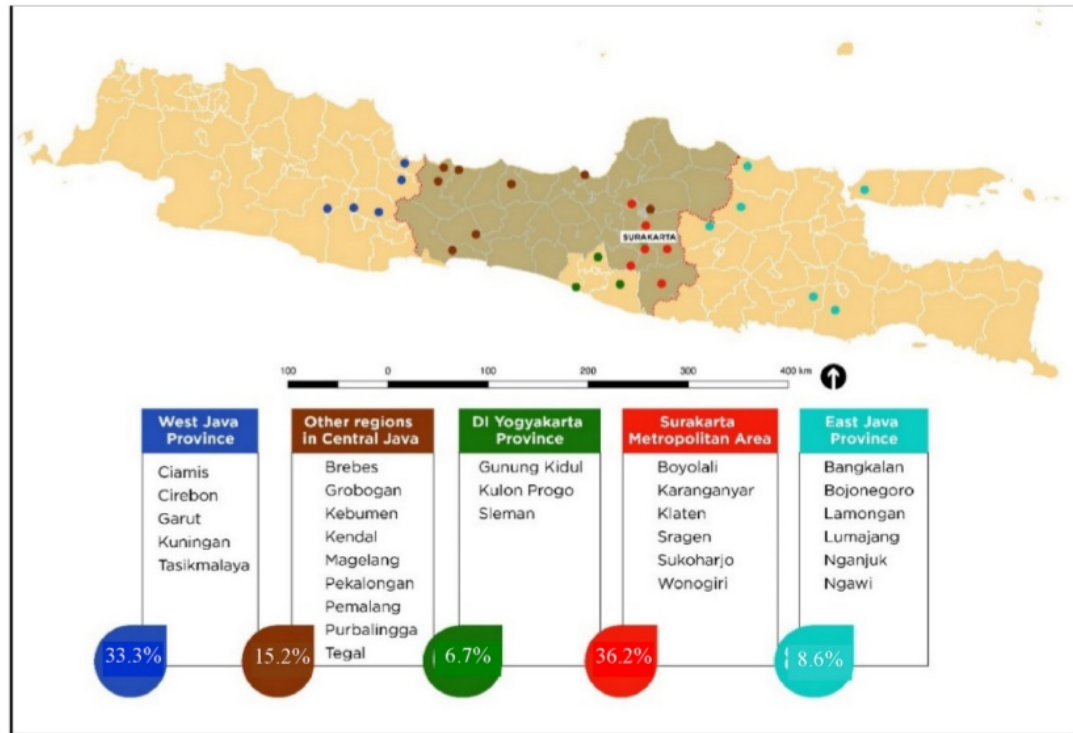 SURAKARTA
100 0 100 200 300 400 km
West Java
Province
Ciamis
Cirebon
Garut
Kuningan
Tasikmalaya
33.3%
Other regions
in Central Java
Brebes
Grobogan
Kebumen
Kendal
Magelang
Pekalongan
Pemalang
Purbalingga
Tegal
15.2%
DI Yogyakarta
Province
Gunung Kidul
Kulon Progo
Sleman
6.7%
Surakarta
Metropolitan Area
Boyolali
Karanganyar
Klaten
Sragen
Sukoharjo
Wonogiri
36.2%
East Java
Province
Bangkalan
Bojonegoro
Lamongan
Lumajang
Nganjuk
Ngawi
8.6%